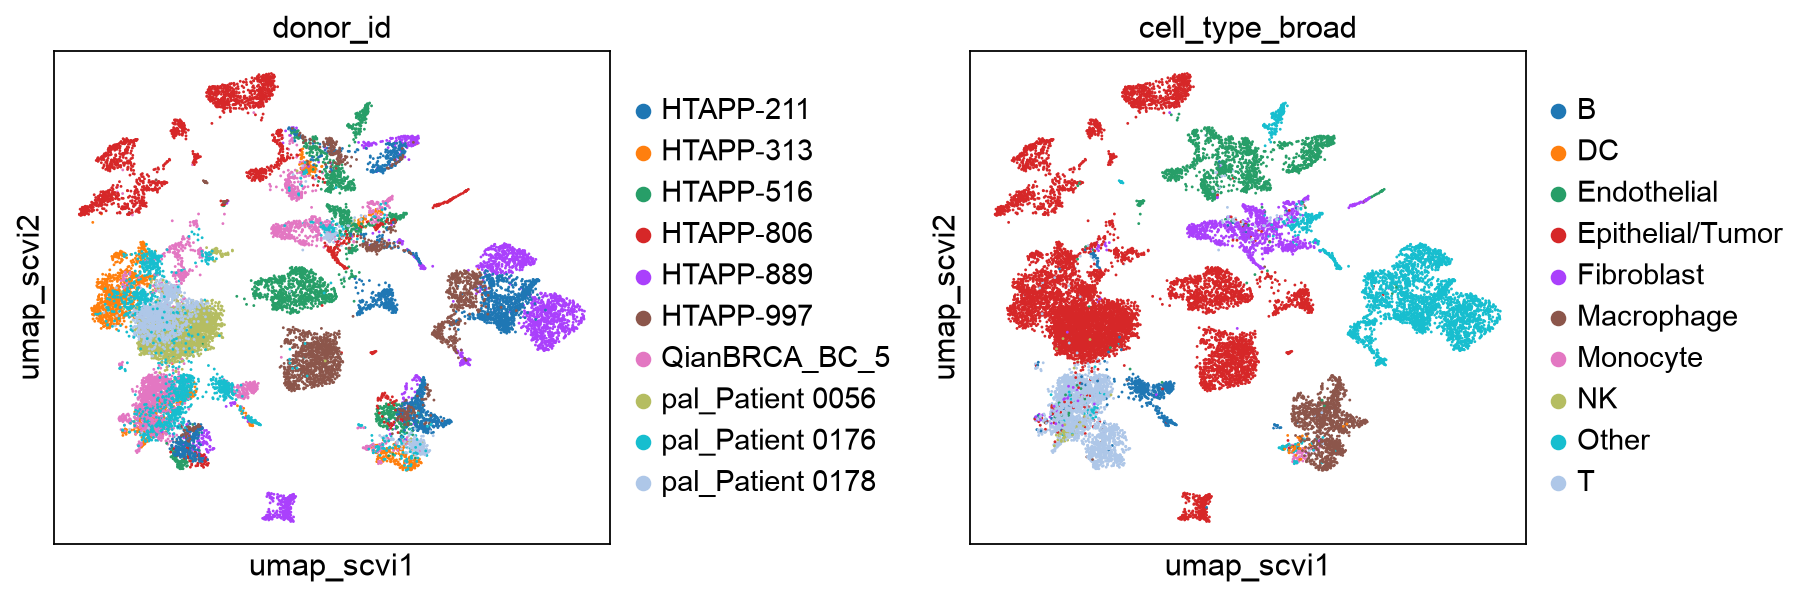 donor_id
umap_scvi2
umap_scvi1
HTAPP-211
HTAPP-313
HTAPP-516
HTAPP-806
HTAPP-889
HTAPP-997
QianBRCA_BC_5
pal_Patient 0056
pal_Patient 0176
pal_Patient 0178
cell_type_broad
umap_scvi2
umap_scvi1
B
DC
Endothelial
Epithelial/Tumor
Fibroblast
Macrophage
Monocyte
NK
Other
T